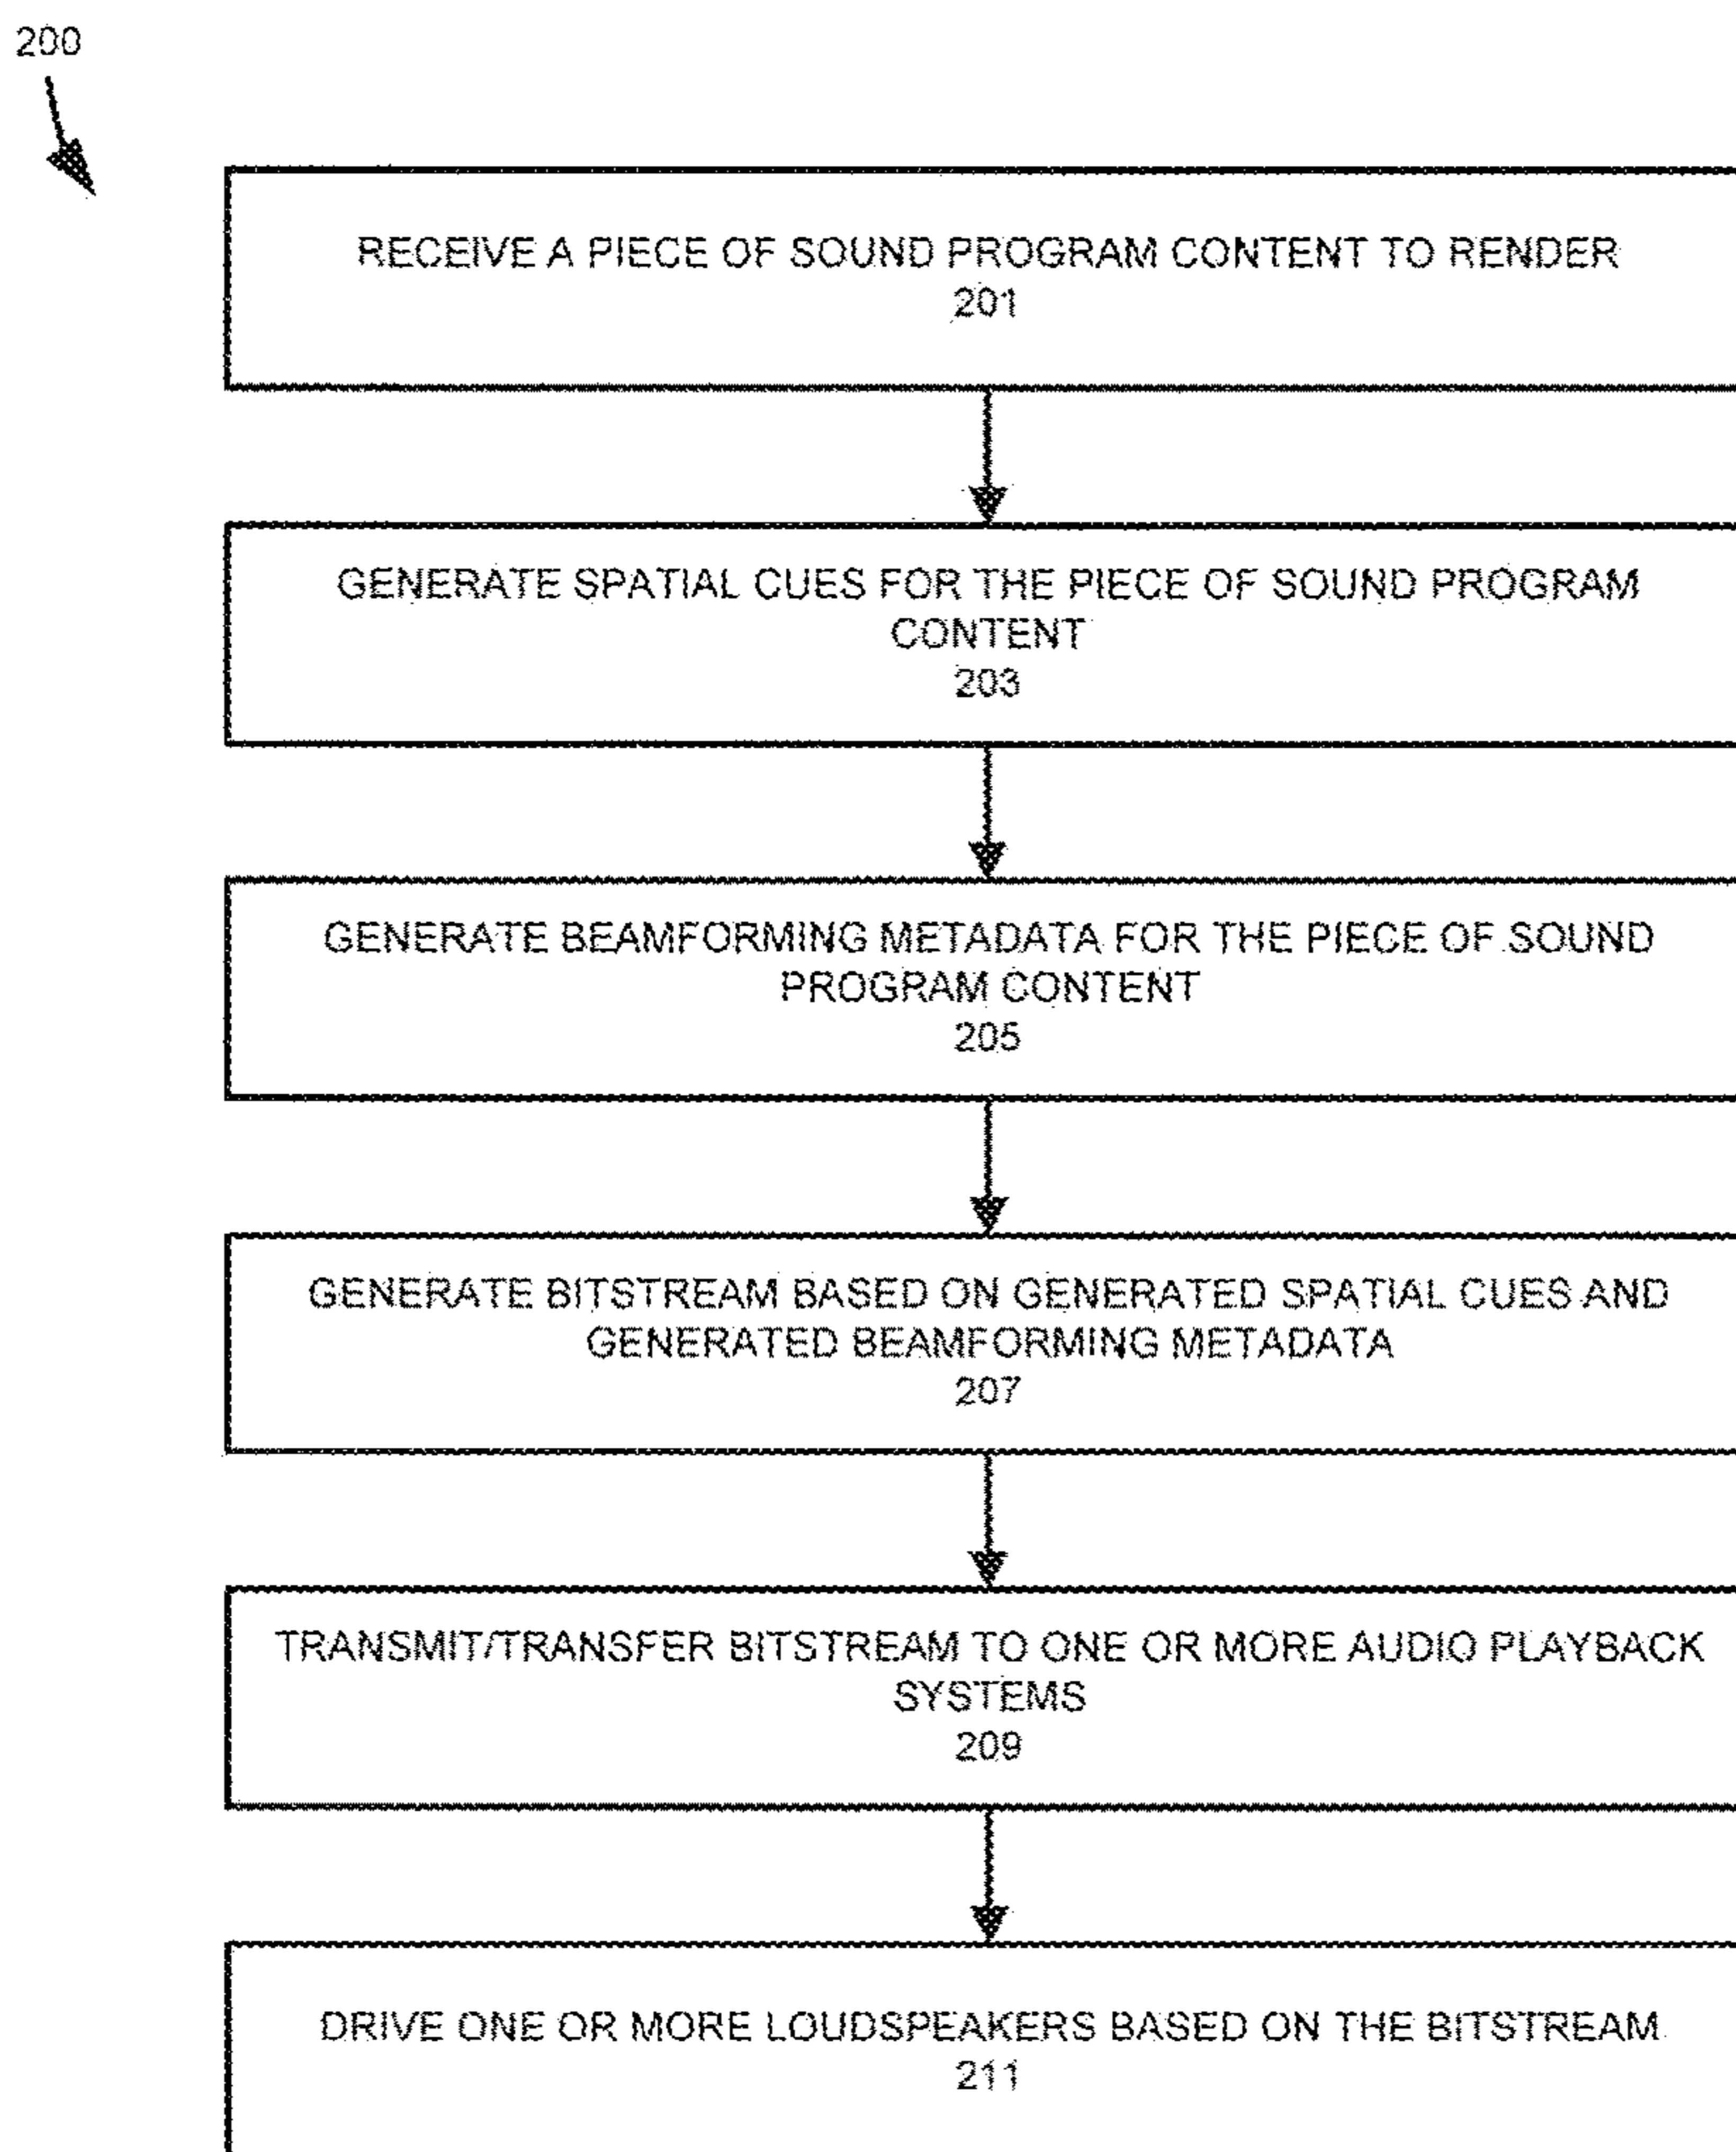 200
RECEIVE A PIECE OF SOUND PROGRAM CONTENT TO RENDER
201
GENERATE SPATIAL CUES FOR THE PIECE OF SOUND PROGRAM
CONTENT
203
GENERATE BEAMFORMING METADATA FOR THE PIECE OF SOUND
PROGRAM CONTENT
205
GENERATE BITSTREAM BASED ON GENERATED SPATIAL CUES AND
GENERATED BEAMFORMING METADATA
207
TRANSMIT/TRANSFER BITSTREAM TO ONE OR MORE AUDIO PLAYBACK
SYSTEMS
209
DRIVE ONE OR MORE LOUDSPEAKERS BASED ON THE BITSTREAM
211